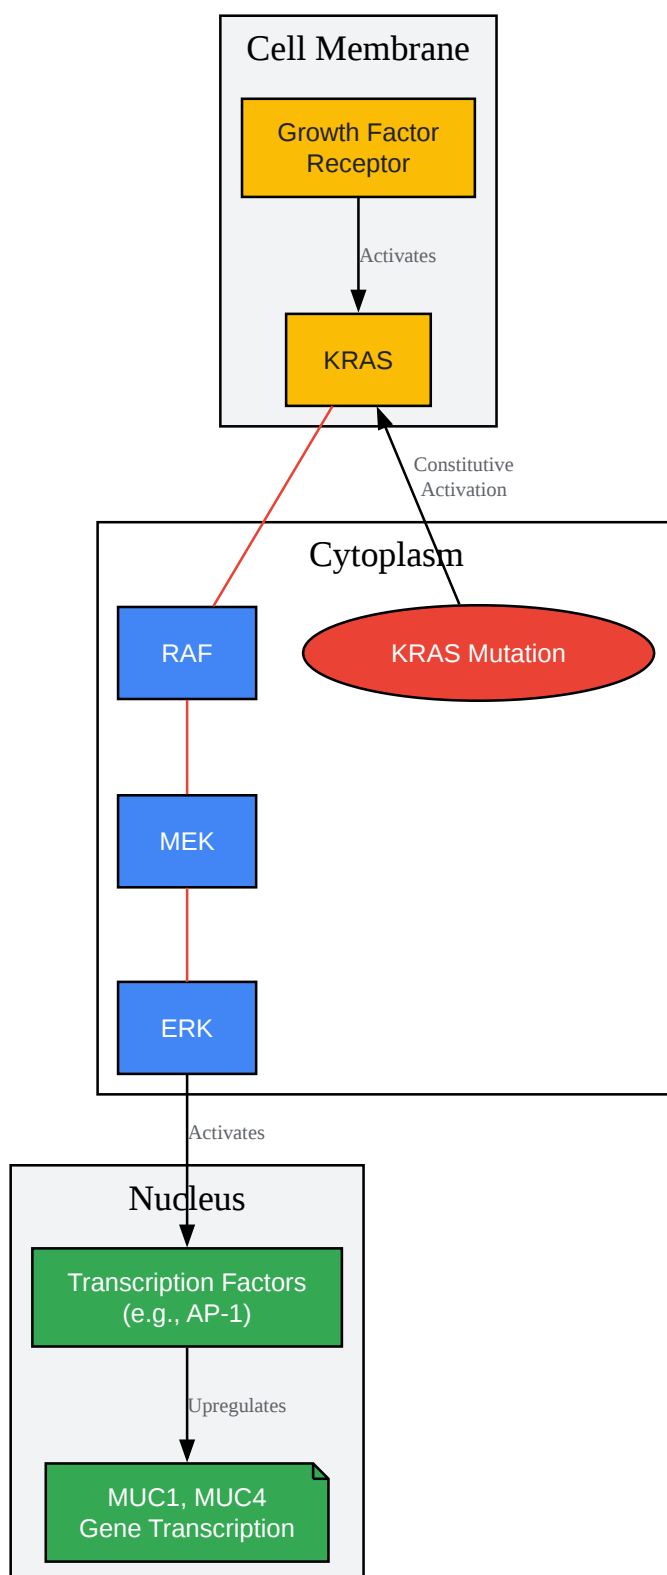 Cell Membrane
Growth Factor
Receptor
Activates
KRAS
Constitutive
Activation
Cytoplasm
RAF
KRAS Mutation
MEK
ERK
Activates
Nucleus
Transcription Factors
(e.g., AP-1)
Upregulates
MUC1, MUC4
Gene Transcription